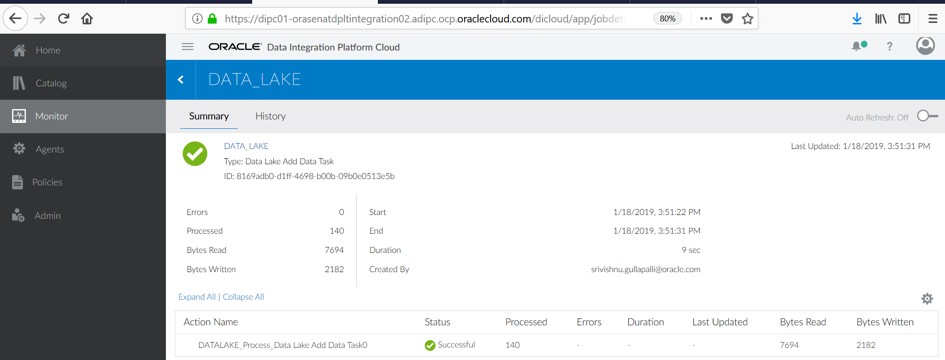 https://dipc01-orasenatdpltintegration02.adipc.ocp.oraclecloud.com/dicloud/app/jobdeta
80%
Home
Catalog
Monitor
Agents
Policies
Admin
ORACLE® Data Integration Platform Cloud
?
DATA_LAKE
Summary History
Auto Refresh: Off
DATA_LAKE
Last Updated: 1/18/2019, 3:51:31 PM
Type: Data Lake Add Data Task
ID: 8169adb0-d1ff-4698-b00b-09b0e0513e5b
Errors 0 Start 1/18/2019, 3:51:22 PM
Processed 140 End 1/18/2019, 3:51:31 PM
Bytes Read 7694 Duration 9 sec
Bytes Written 2182 Created By srivishnu.gullapalli@oracle.com
Expand All | Collapse All
Action Name Status Processed Errors Duration Last Updated Bytes Read Bytes Written
DATALAKE_Process_Data Lake Add Data Task0 Successful 140 - - - 7694 2182